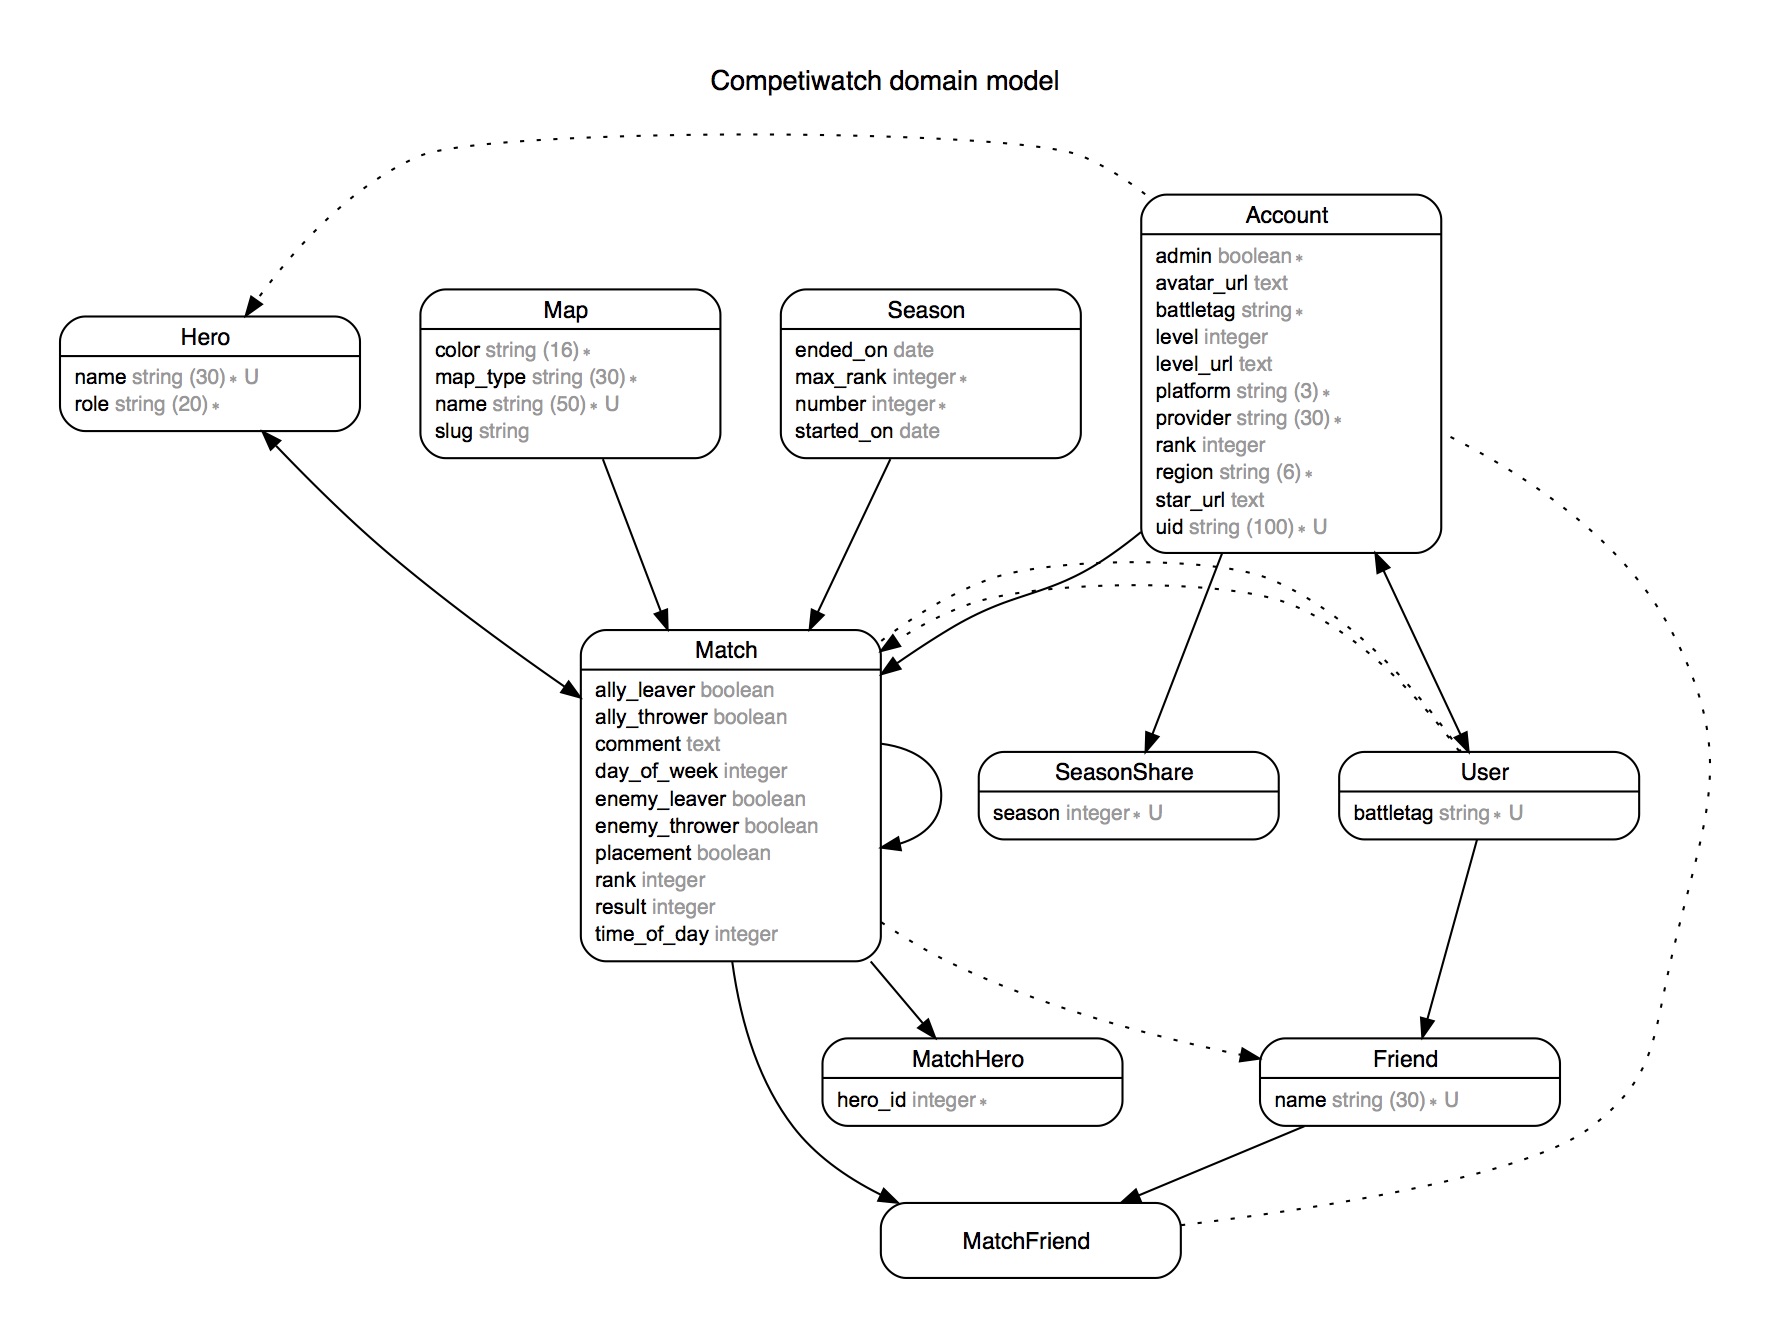 Competiwatch domain model
Account
admin boolean ∗
avatar_url text
battletag string ∗
level integer
level_url text
platform string (3) ∗
provider string (30) ∗
rank integer
region string (6) ∗
star_url text
uid string (100) ∗ U
Hero
name string (30) ∗ U
role string (20) ∗
Map
color string (16) ∗
map_type string (30) ∗
name string (50) ∗ U
slug string
Season
ended_on date
max_rank integer ∗
number integer ∗
started_on date
Match
ally_leaver boolean
ally_thrower boolean
comment text
day_of_week integer
enemy_leaver boolean
enemy_thrower boolean
placement boolean
rank integer
result integer
time_of_day integer
SeasonShare
season integer ∗ U
User
battletag string ∗ U
MatchHero
hero_id integer ∗
Friend
name string (30) ∗ U
MatchFriend